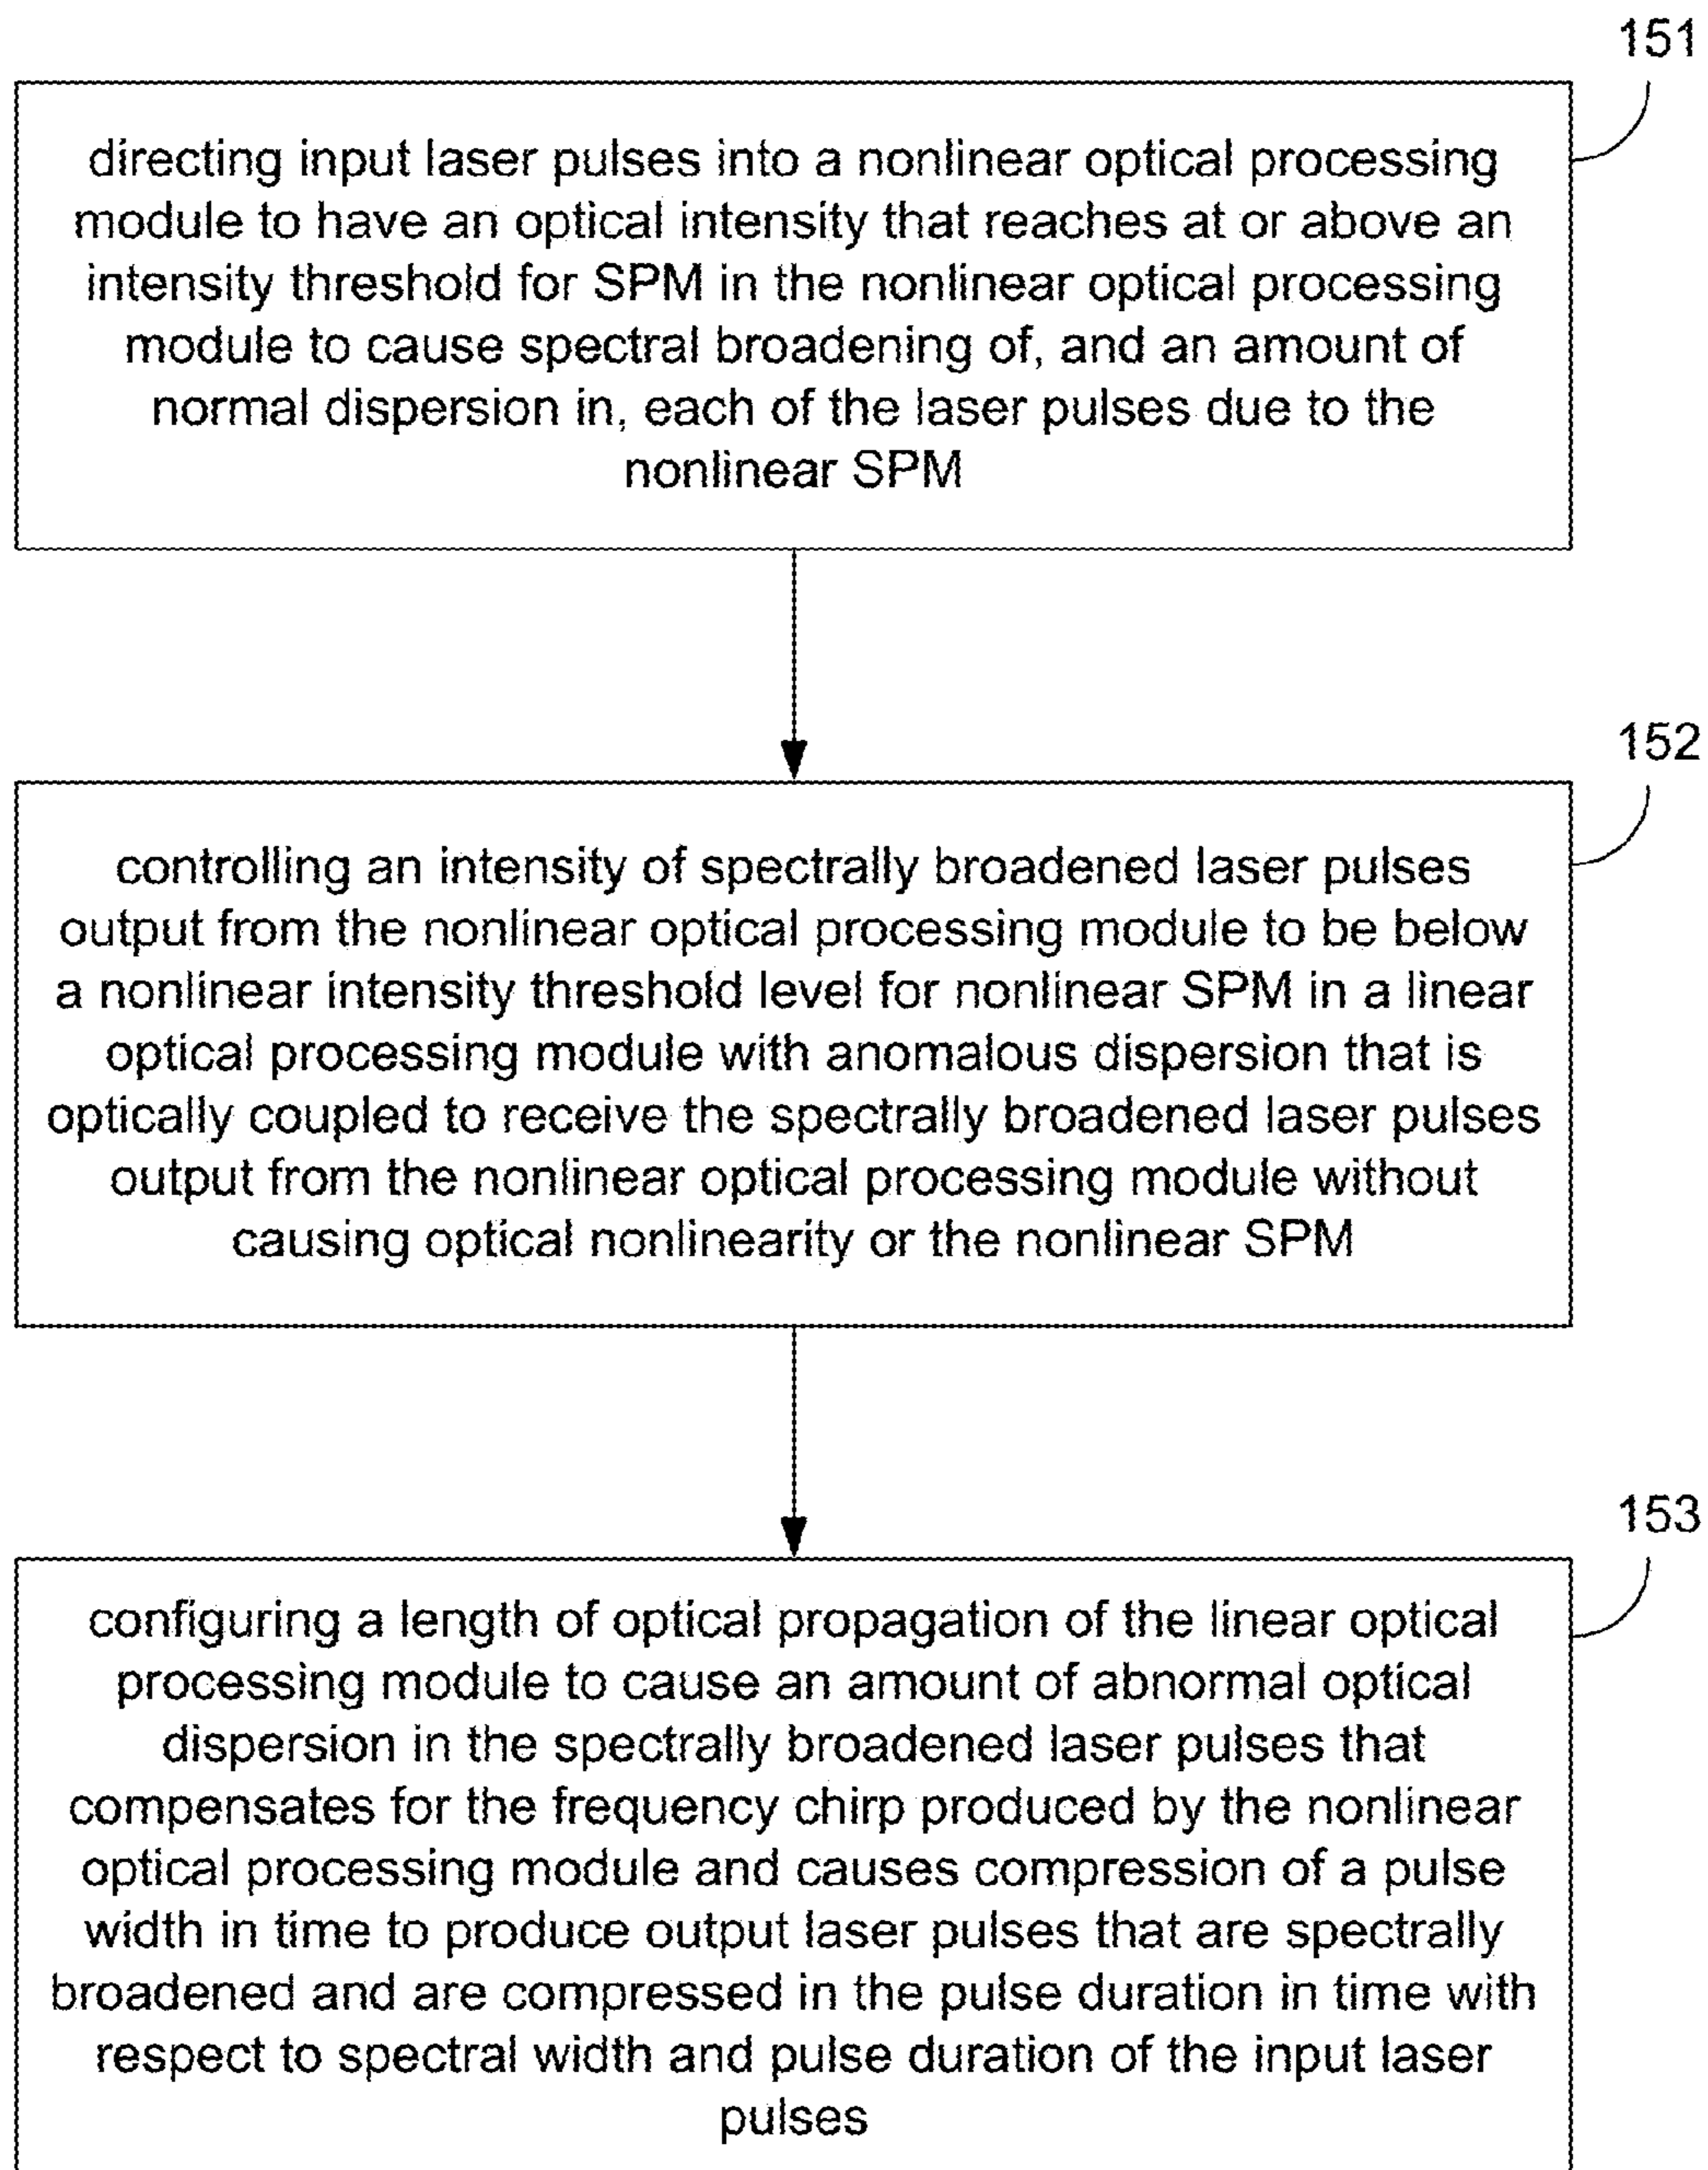 151
directing input laser pulses into a nonlinear optical processing
module to have an optical intensity that reaches at or above an
intensity threshold for SPM in the nonlinear optical processing
module to cause spectral broadening of, and an amount of
normal dispersion in, each of the laser pulses due to the
nonlinear SPM
152
controlling an intensity of spectrally broadened laser pulses
output from the nonlinear optical processing module to be below
a nonlinear intensity threshold level for nonlinear SPM in a linear
optical processing module with anomalous dispersion that is
optically coupled to receive the spectrally broadened laser pulses
output from the nonlinear optical processing module without
causing optical nonlinearity or the nonlinear SPM
153
configuring a length of optical propagation of the linear optical
processing module to cause an amount of abnormal optical
dispersion in the spectrally broadened laser pulses that
compensates for the frequency chirp produced by the nonlinear
optical processing module and causes compression of a pulse
width in time to produce output laser pulses that are spectrally
broadened and are compressed in the pulse duration in time with
respect to spectral width and pulse duration of the input laser
pulses